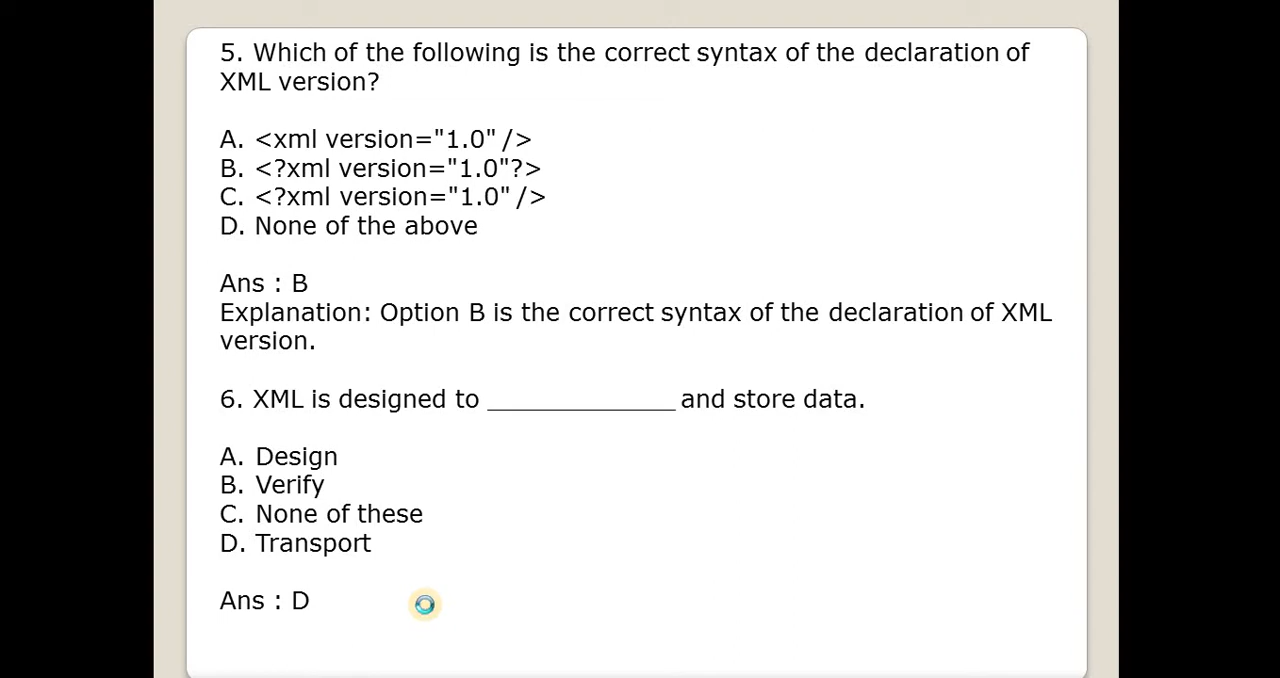 5. Which of the following is the correct syntax of the declaration of
XML version?
A. <xml version="1.0" />
B. <?xml version="1.0"?>
C. <?xml version="1.0" />
D. None of the above
Ans : B
Explanation: Option B is the correct syntax of the declaration of XML
version.
6. XML is designed to _______________ and store data.
A. Design
B. Verify
C. None of these
D. Transport
Ans : D